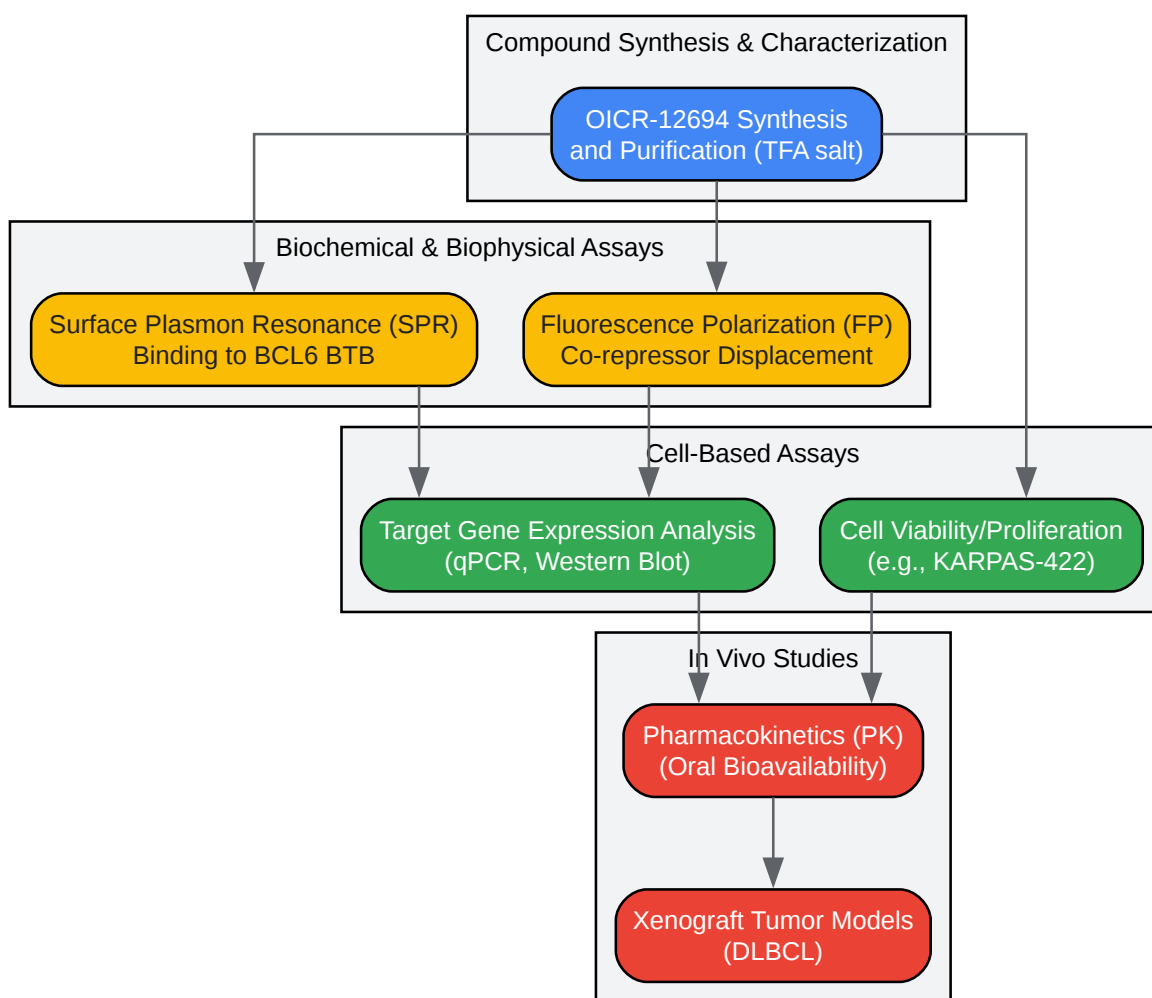 Compound Synthesis & Characterization
OICR-12694 Synthesis
and Purification (TFA salt)
Biochemical & Biophysical Assays
Surface Plasmon Resonance (SPR)
Binding to BCL6 BTB
Fluorescence Polarization (FP)
Co-repressor Displacement
Cell-Based Assays
Target Gene Expression Analysis
(qPCR, Western Blot)
Cell Viability/Proliferation
(e.g., KARPAS-422)
In Vivo Studies
Pharmacokinetics (PK)
(Oral Bioavailability)
Xenograft Tumor Models
(DLBCL)